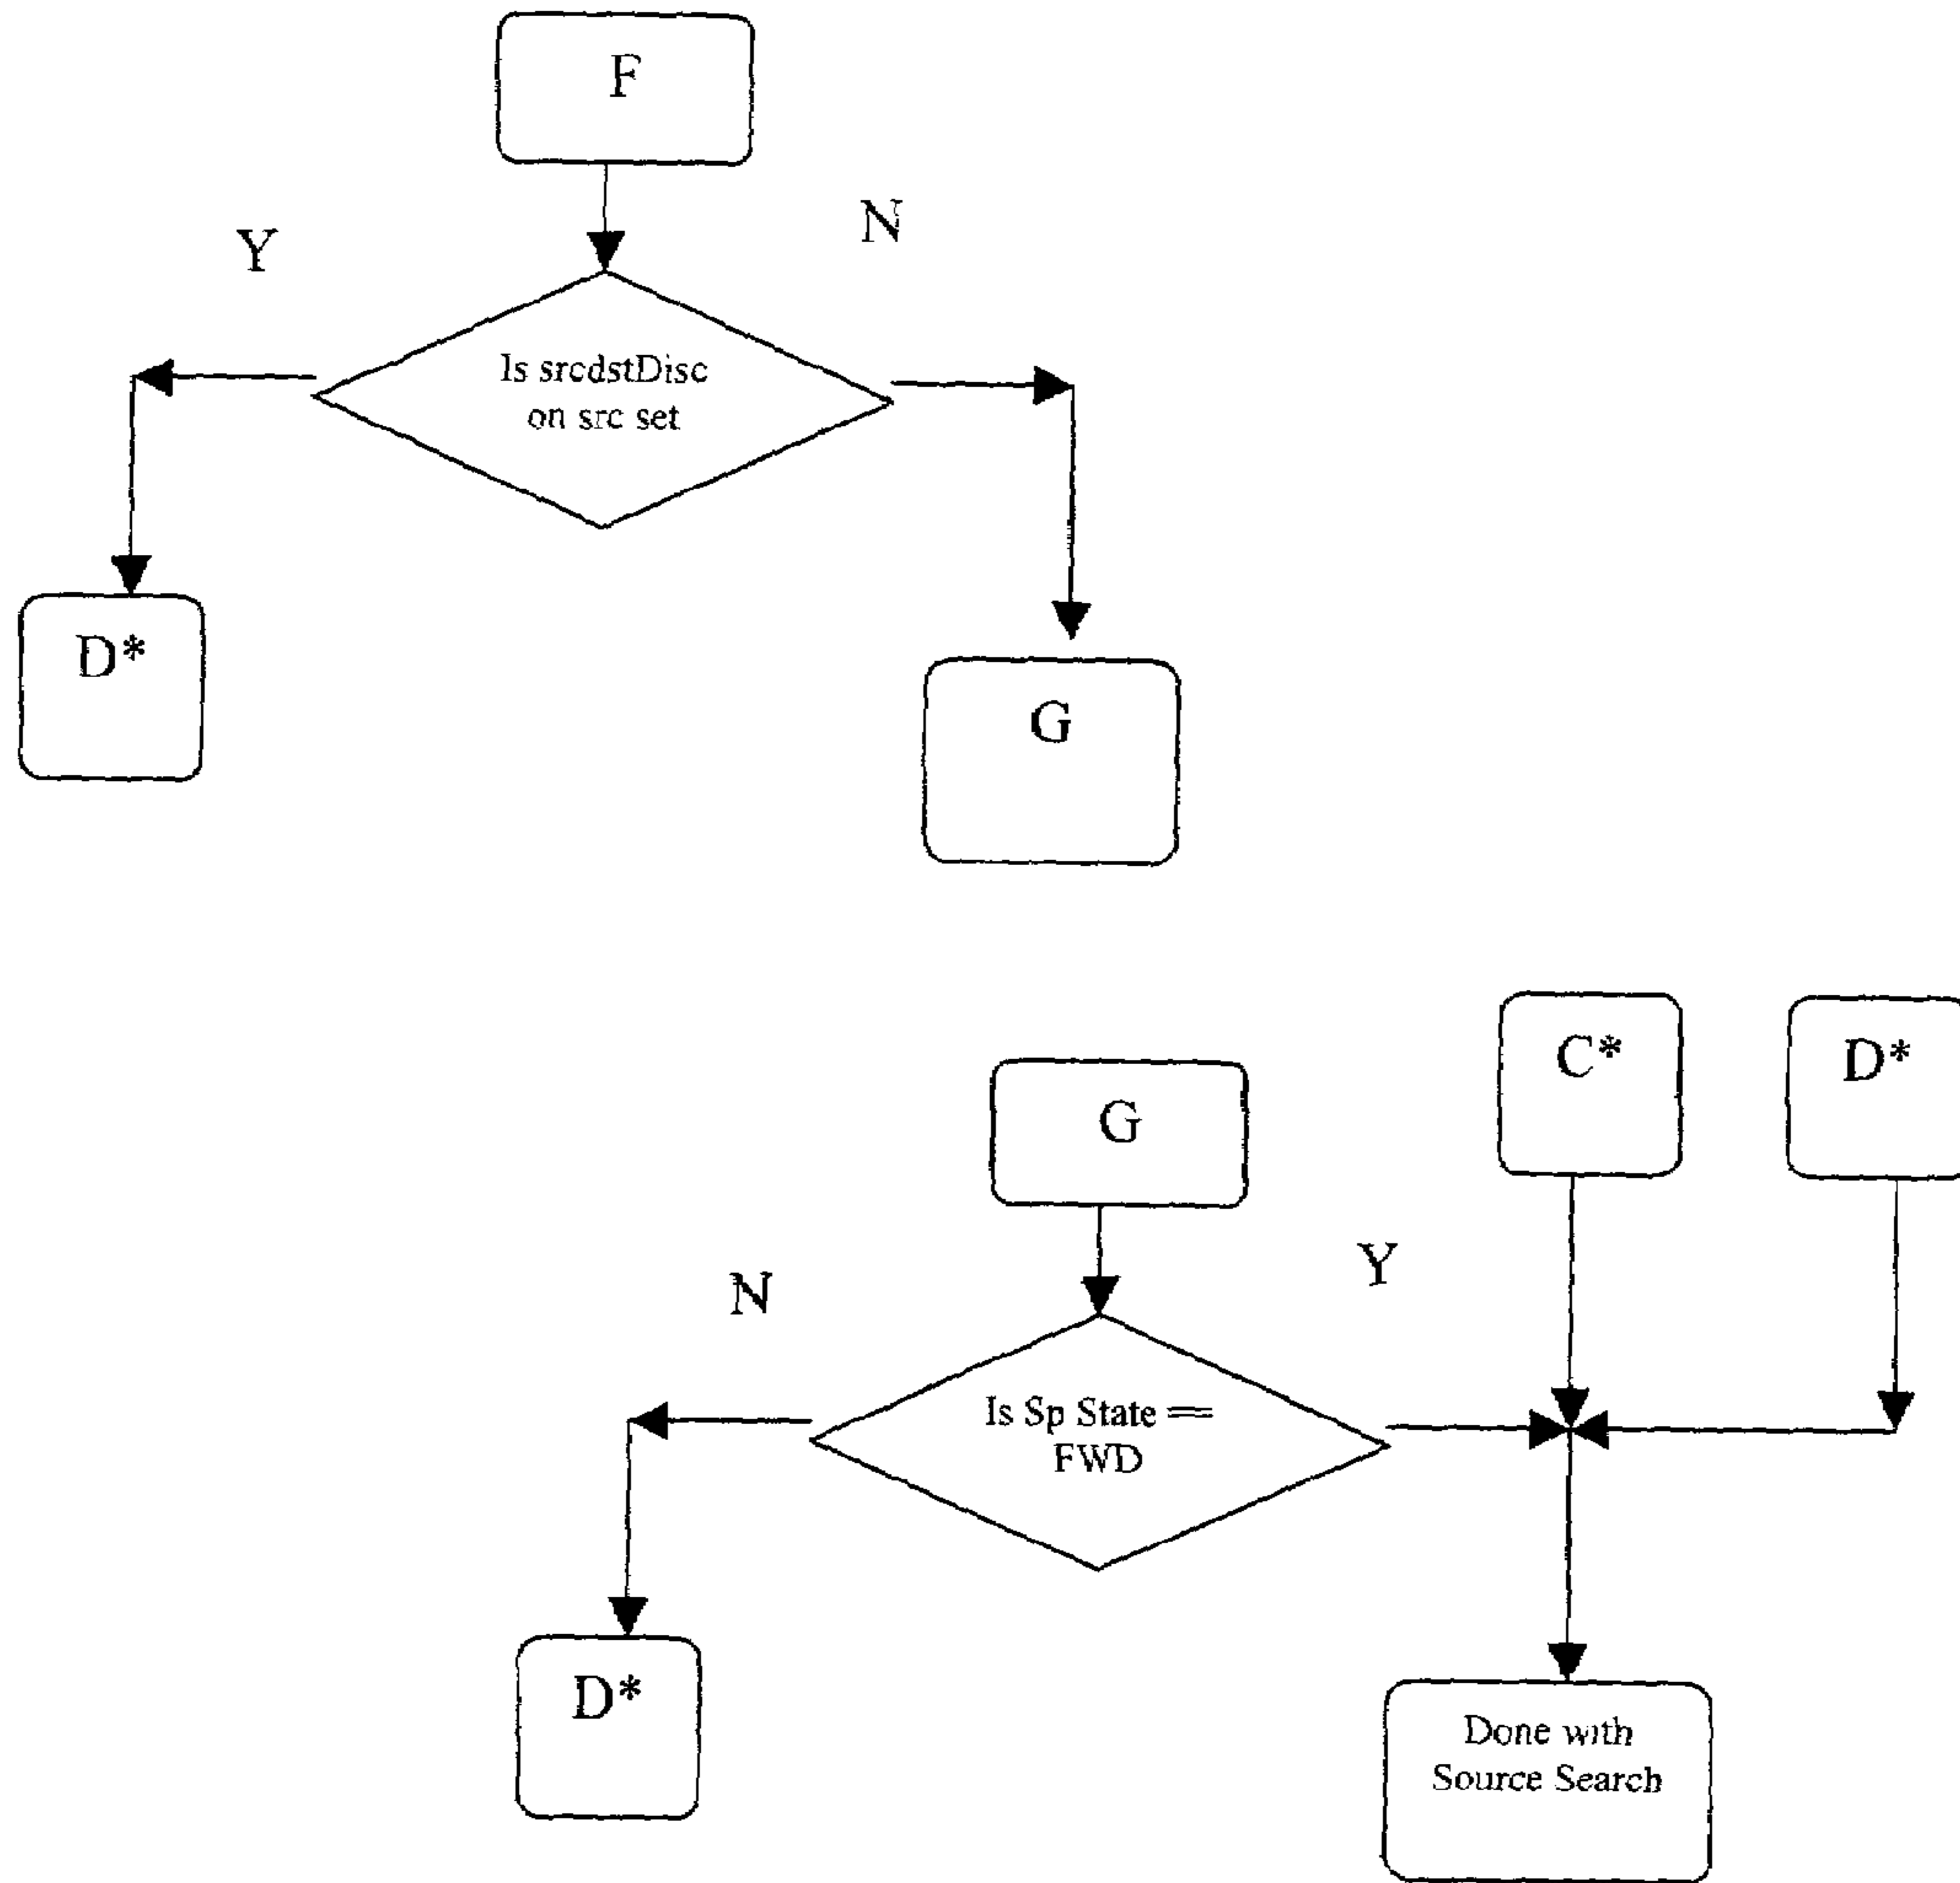 F
Y
N
Is srcdstDisc
on src set
D*
G
C*
D*
G
N
Y
Is Sp State ==
FWD
D*
Done with
Source Search